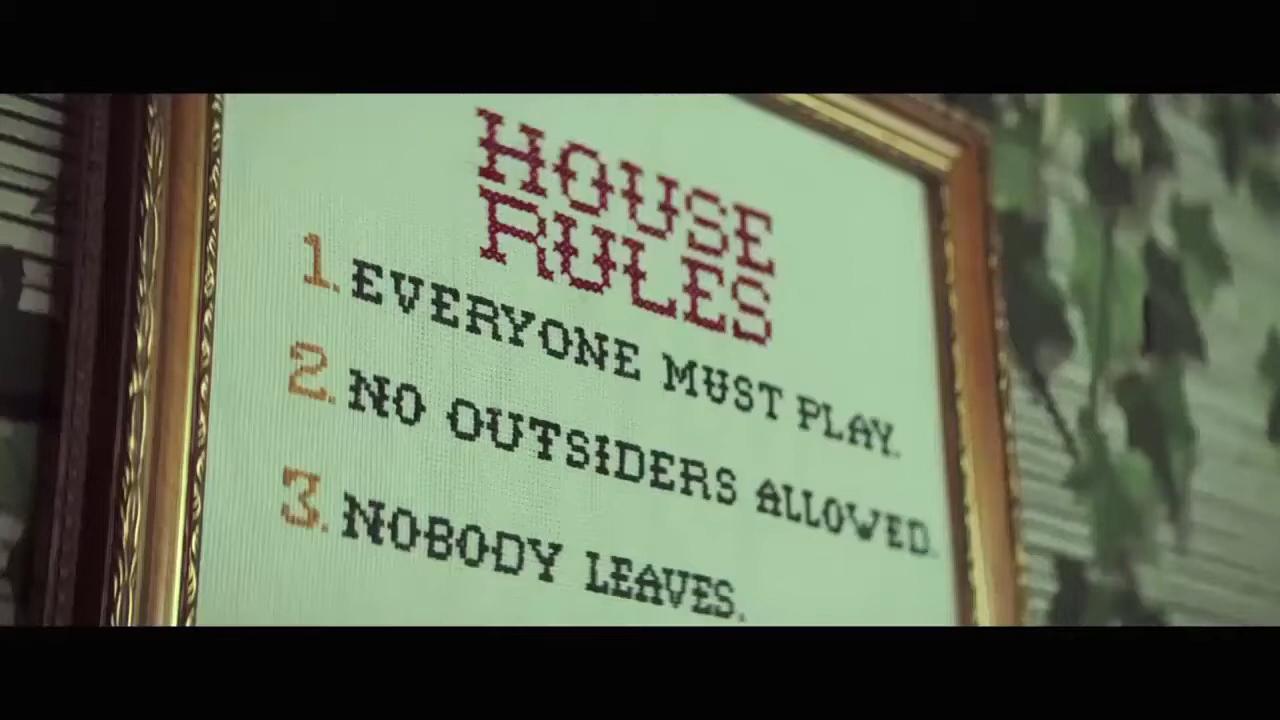 HOUSE
RULES
1. EVERYONE MUST PLAY.
2. NO OUTSIDERS ALLOWED.
3. NOBODY LEAVES.